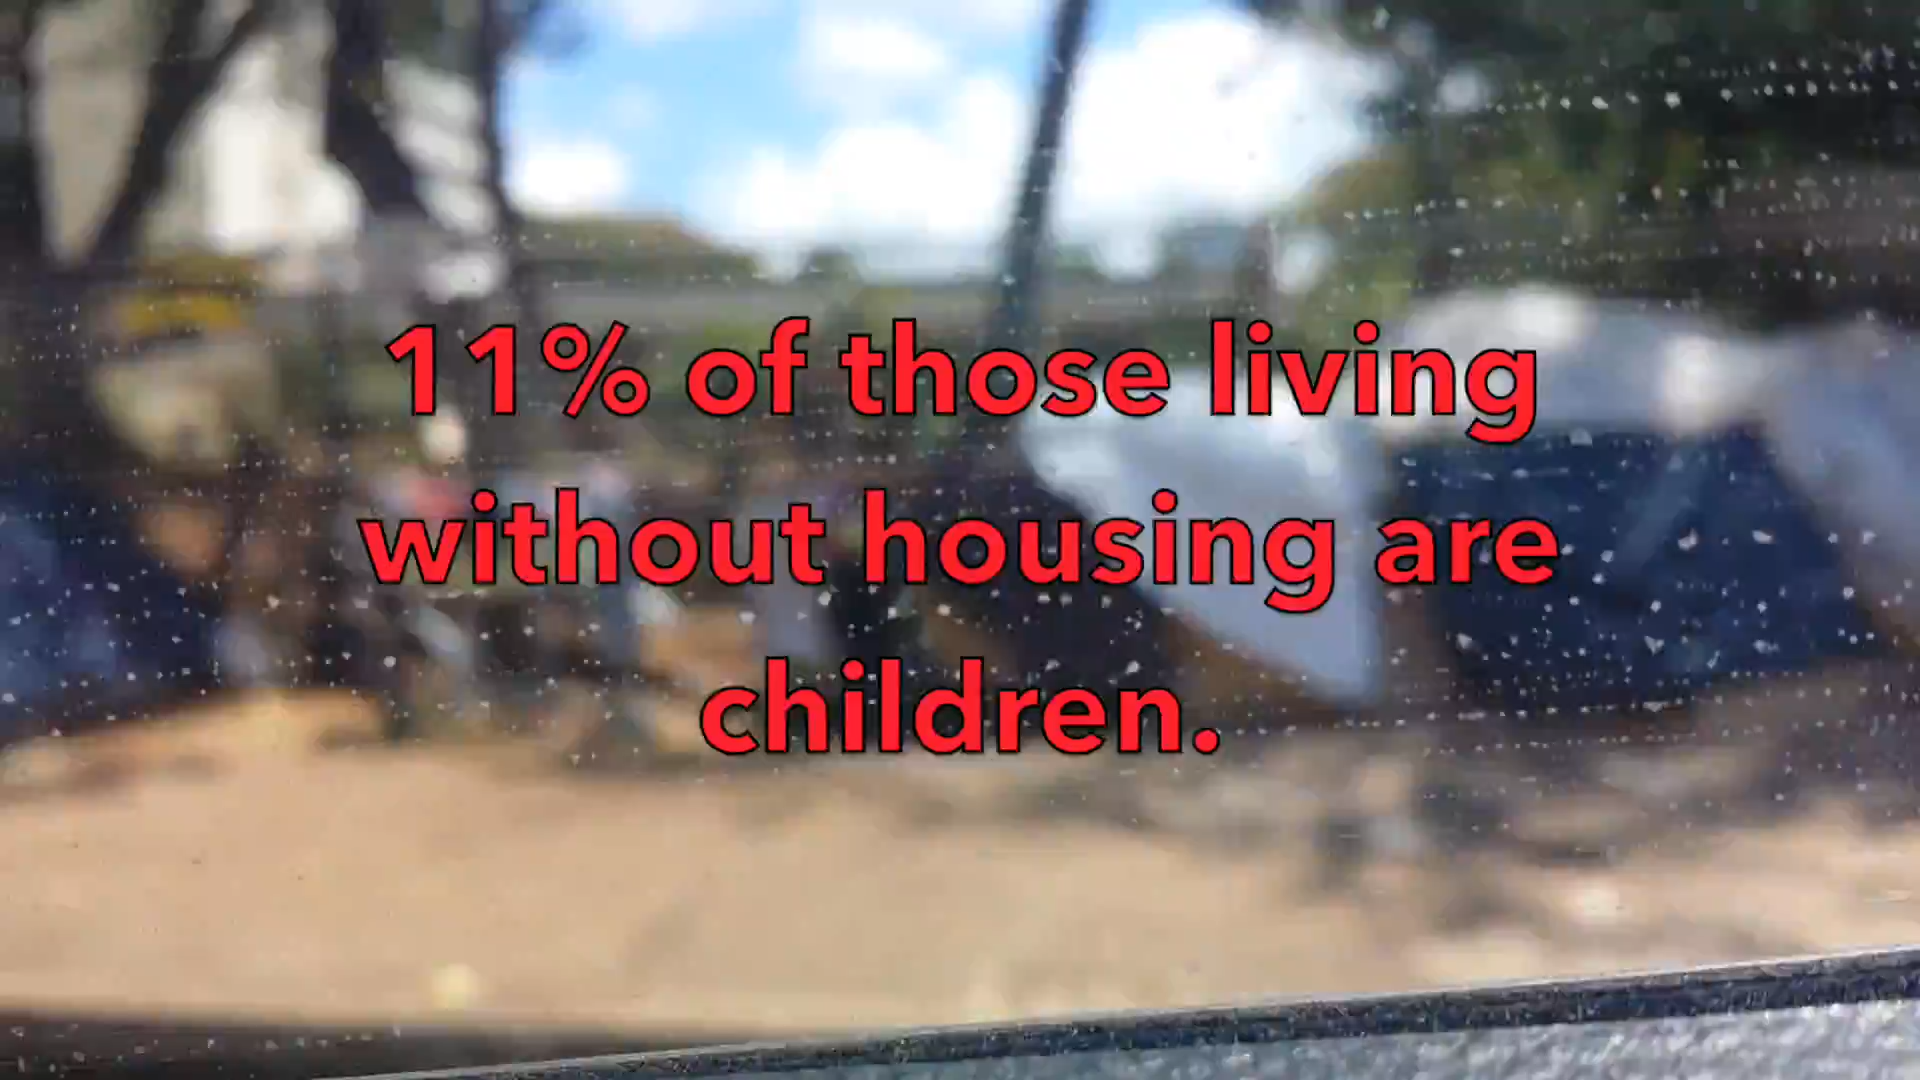 11% of those living
without housing are
children.